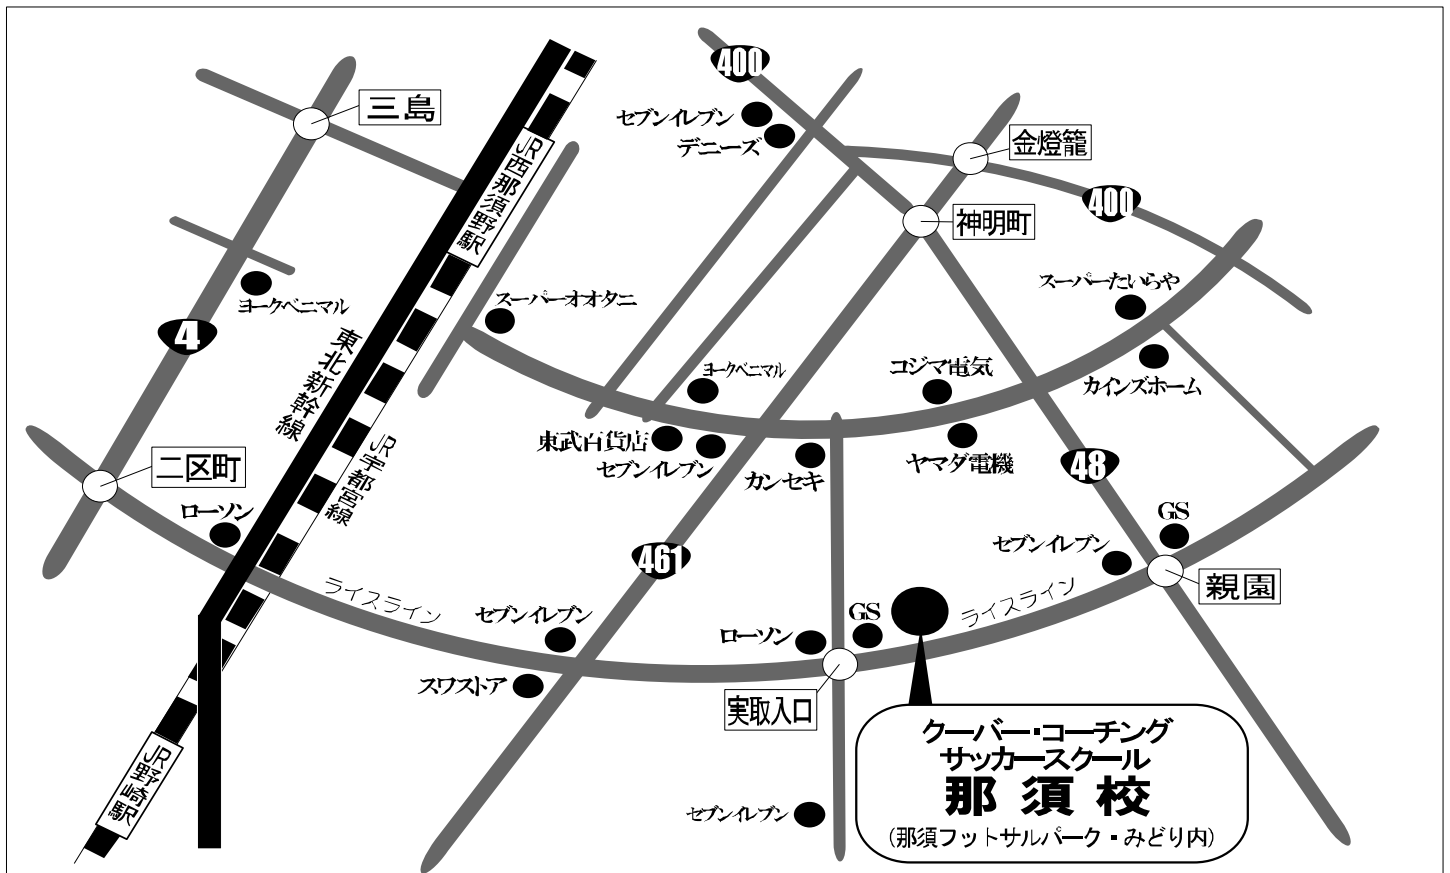 400
三島
セブンイレブン
デニーズ
金燈籠
JR西那須野駅
400
神明町
スーパーたいらや
ヨークベニマル
スーパーオオタニ
4
東北新幹線
ヨークベニマル
コジマ電気
カインズホーム
東武百貨店
セブンイレブン
カンセキ
ヤマダ電機
48
JR宇都宮線
二区町
ローソン
GS
セブンイレブン
461
親園
ライスライン
ライスライン
セブンイレブン
ローソン
GS
スワストア
実取入口
クーバー・コーチング
サッカースクール
那須校
(那須フットサルパーク・みどり内)
JR野崎駅
セブンイレブン